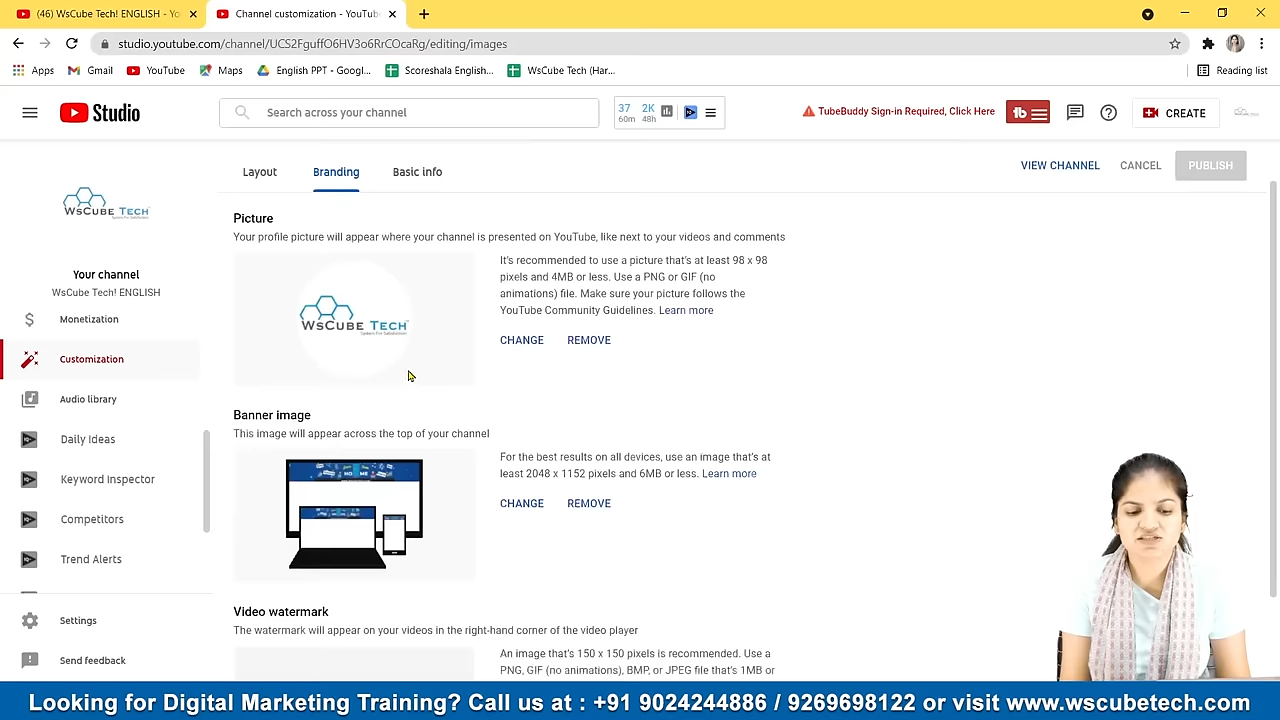 (46) WsCube Tech! ENGLISH - Yo
Channel customization - YouTub
studio.youtube.com/channel/UCS2FguffO6HV3o6RrCOcaRg/editing/images
Apps
Gmail
YouTube
Maps
English PPT - Googl...
Scoreshala English...
WsCube Tech (Har...
Reading list
Studio
Search across your channel
37 2K
60m 48h
TubeBuddy Sign-in Required, Click Here
tb
CREATE
Layout
Branding
Basic info
VIEW CHANNEL
CANCEL
PUBLISH
WsCube Tech
System For Satisfaction
Your channel
WsCube Tech! ENGLISH
Monetization
Customization
Audio library
Daily Ideas
Keyword Inspector
Competitors
Trend Alerts
Settings
Send feedback
Picture
Your profile picture will appear where your channel is presented on YouTube, like next to your videos and comments
WsCube Tech
System For Satisfaction
It's recommended to use a picture that's at least 98 x 98
pixels and 4MB or less. Use a PNG or GIF (no
animations) file. Make sure your picture follows the
YouTube Community Guidelines. Learn more
CHANGE
REMOVE
Banner image
This image will appear across the top of your channel
For the best results on all devices, use an image that's at
least 2048 x 1152 pixels and 6MB or less. Learn more
CHANGE
REMOVE
Video watermark
The watermark will appear on your videos in the right-hand corner of the video player
An image that's 150 x 150 pixels is recommended. Use a
PNG, GIF (no animations), BMP, or JPEG file that's 1MB or
Looking for Digital Marketing Training? Call us at : +91 9024244886 / 9269698122 or visit www.wscubetech.com